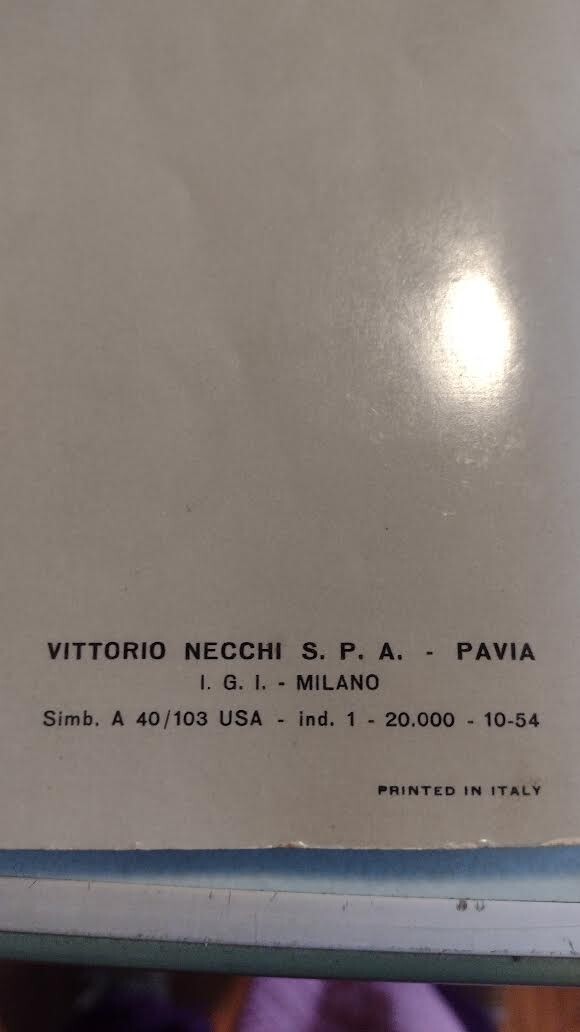 VITTORIO NECCHI S. P. A. - PAVIA
I. G. I. - MILANO
Simb. A 40/103 USA - ind. 1 - 20.000 - 10-54
PRINTED IN ITALY